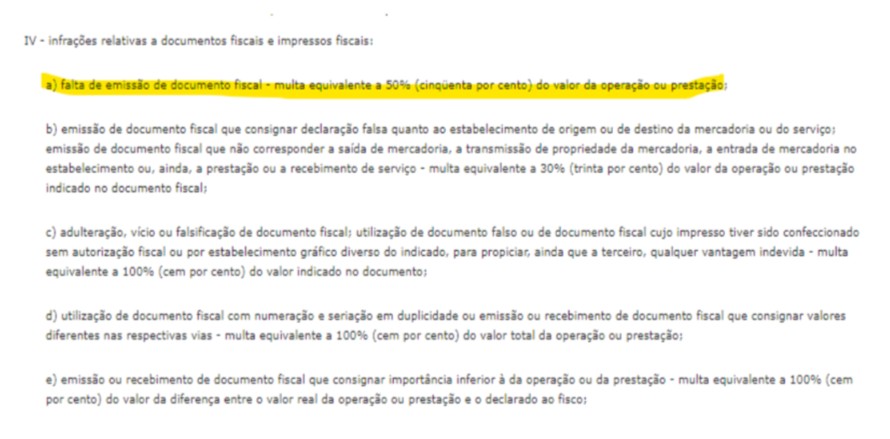 IV - infrações relativas a documentos fiscais e impressos fiscais:
a) falta de emissão de documento fiscal - multa equivalente a 50% (cinqüenta por cento) do valor da operação ou prestação;
b) emissão de documento fiscal que consignar declaração falsa quanto ao estabelecimento de origem ou de destino da mercadoria ou do serviço;
emissão de documento fiscal que não corresponder a saída de mercadoria, a transmissão de propriedade da mercadoria, a entrada de mercadoria no
estabelecimento ou, ainda, a prestação ou a recebimento de serviço - multa equivalente a 30% (trinta por cento) do valor da operação ou prestação
indicado no documento fiscal;
c) adulteração, vício ou falsificação de documento fiscal; utilização de documento falso ou de documento fiscal cujo impresso tiver sido confeccionado
sem autorização fiscal ou por estabelecimento gráfico diverso do indicado, para propiciar, ainda que a terceiro, qualquer vantagem indevida - multa
equivalente a 100% (cem por cento) do valor indicado no documento;
d) utilização de documento fiscal com numeração e seriação em duplicidade ou emissão ou recebimento de documento fiscal que consignar valores
diferentes nas respectivas vias - multa equivalente a 100% (cem por cento) do valor total da operação ou prestação;
e) emissão ou recebimento de documento fiscal que consignar importância inferior à da operação ou da prestação - multa equivalente a 100% (cem
por cento) do valor da diferença entre o valor real da operação ou prestação e o declarado ao fisco;